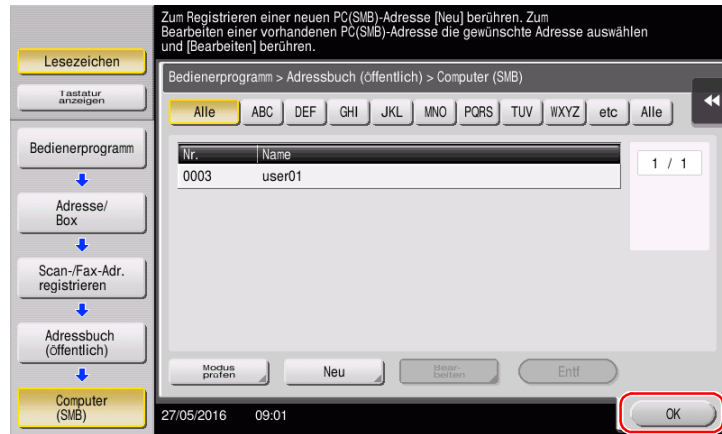 Zum Registrieren einer neuen PC(SMB)-Adresse [Neu] berühren. Zum
Bearbeiten einer vorhandenen PC(SMB)-Adresse die gewünschte Adresse auswählen
und [Bearbeiten] berühren.
Lesezeichen
Tastatur
anzeigen
Bedienerprogramm
Adresse/
Box
Scan-/Fax-Adr.
registrieren
Adressbuch
(öffentlich)
Computer
(SMB)
Bedienerprogramm > Adressbuch (öffentlich) > Computer (SMB)
Alle ABC DEF GHI JKL MNO PQRS TUV WXYZ etc Alle
Nr. Name
0003 user01
1 / 1
Modus
prüfen
Neu
Bear-
beiten
Entf
27/05/2016 09:01
OK